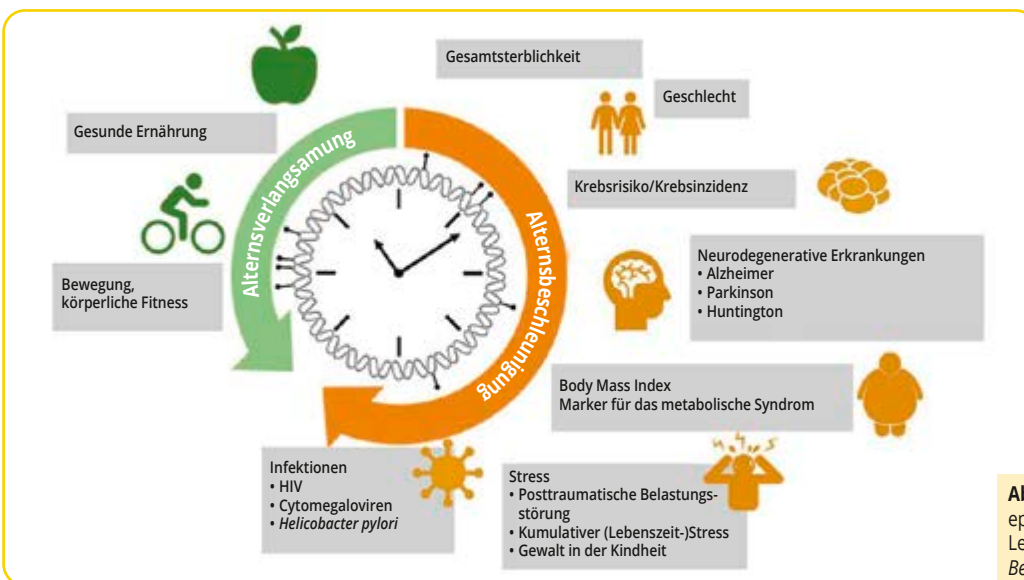 Gesamtsterblichkeit
Geschlecht
Gesunde Ernährung
Alternsverlangsamung
Alternsbeschleunigung
Krebsrisiko/Krebsinzidenz
Neurodegenerative Erkrankungen
• Alzheimer
• Parkinson
• Huntington
Bewegung,
körperliche Fitness
Body Mass Index
Marker für das metabolische Syndrom
Infektionen
• HIV
• Cytomegaloviren
• Helicobacter pylori
Stress
• Posttraumatische Belastungs-
störung
• Kumulativer (Lebenszeit-)Stress
• Gewalt in der Kindheit